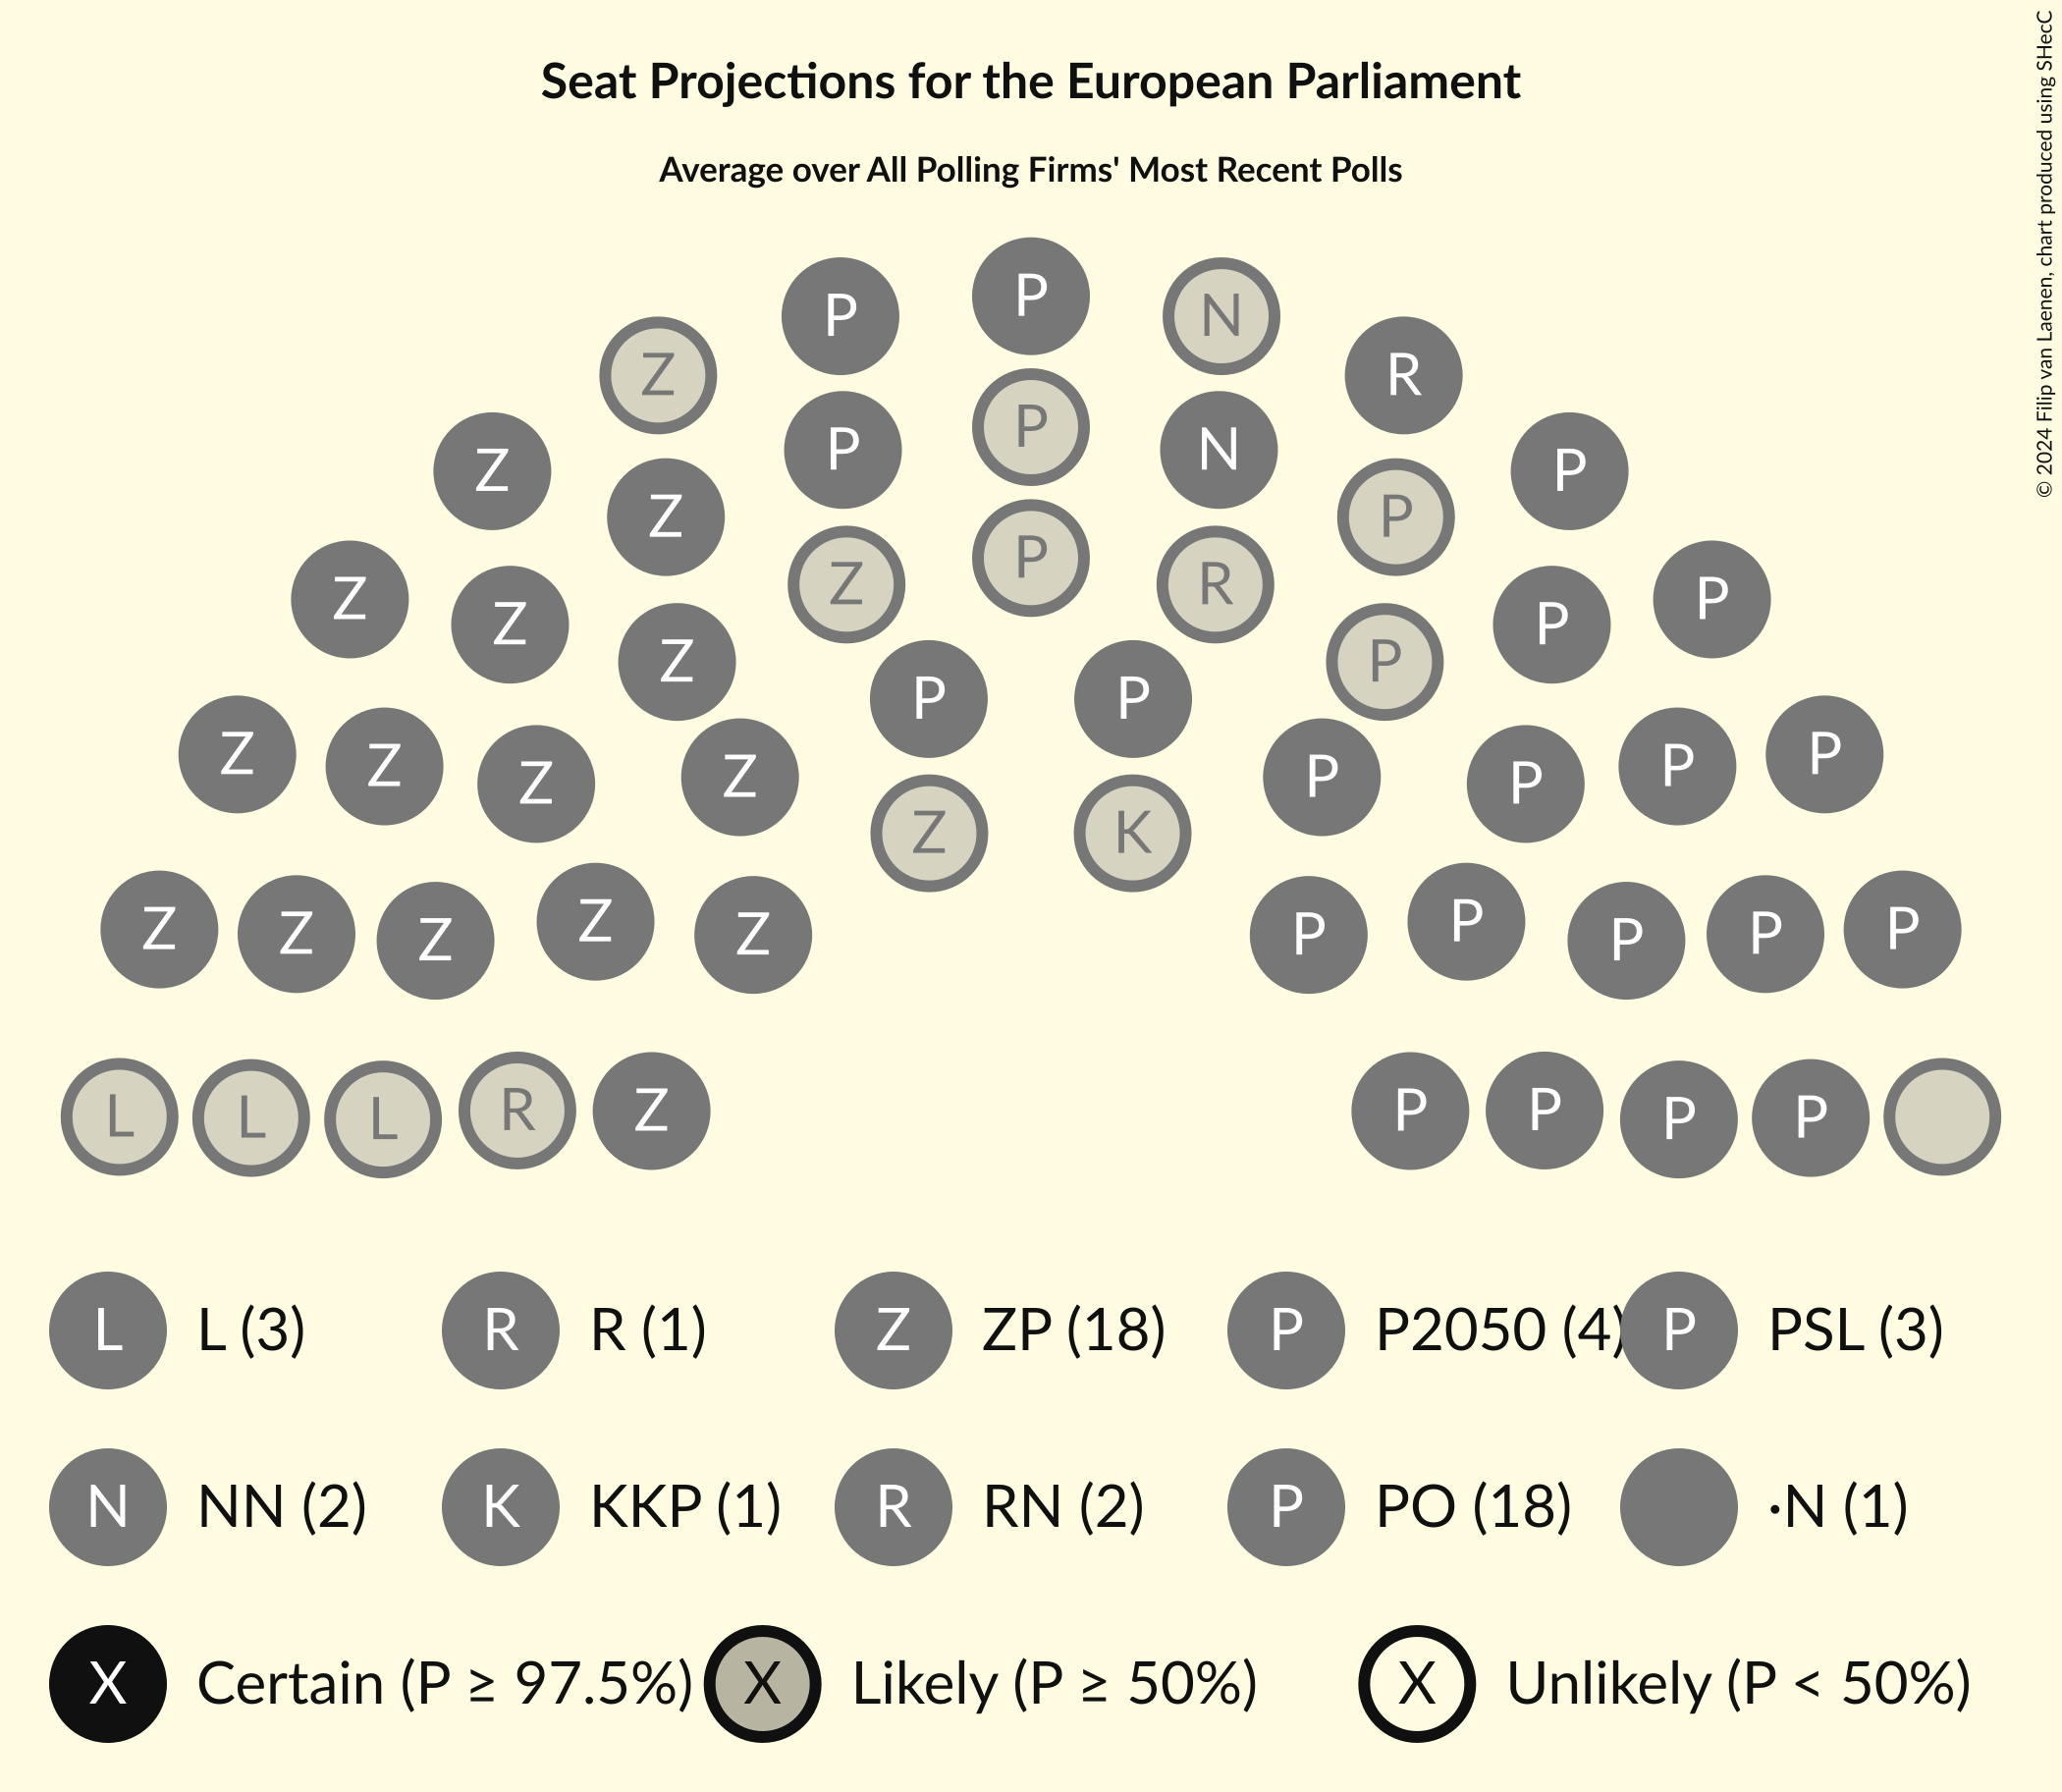 Seat Projections for the European Parliament
Average over All Polling Firms' Most Recent Polls
© 2024 Filip van Laenen, chart produced using SHecC
P P N
Z R
Z P P N P
Z P
Z P R
Z Z P P
Z P
P P
Z Z Z Z P P P P
Z K
Z Z Z Z Z P P P P P
L L L R Z P P P P
L L (3) R R (1) Z ZP (18) P P2050 (4) P PSL (3)
N NN (2) K KKP (1) R RN (2) P PO (18) ·N (1)
X Certain (P ≥ 97.5%) X Likely (P ≥ 50%) X Unlikely (P < 50%)